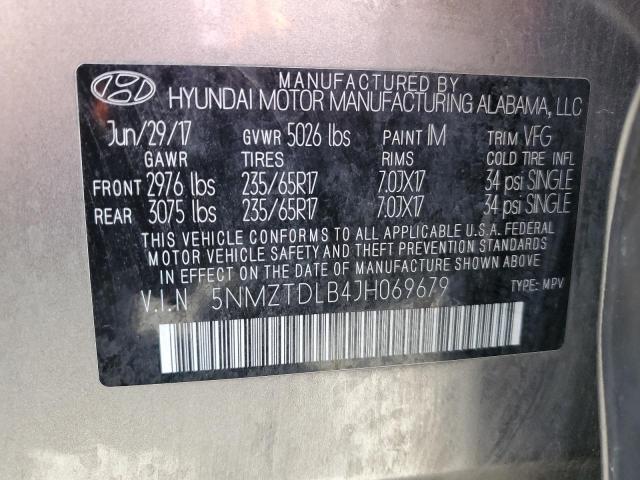 MANUFACTURED BY
HYUNDAI MOTOR MANUFACTURING ALABAMA, LLC
Jun/29/17 GVWR 5026 lbs PAINT IM TRIM VFG
GAWR TIRES RIMS COLD TIRE INFL
FRONT 2976 lbs 235/65R17 7.0JX17 34 psi SINGLE
REAR 3075 lbs 235/65R17 7.0JX17 34 psi SINGLE
THIS VEHICLE CONFORMS TO ALL APPLICABLE U.S.A. FEDERAL
MOTOR VEHICLE SAFETY AND THEFT PREVENTION STANDARDS
IN EFFECT ON THE DATE OF MANUFACTURE SHOWN ABOVE.
V.I.N 5NMZTDLB4JH069679 TYPE: MPV